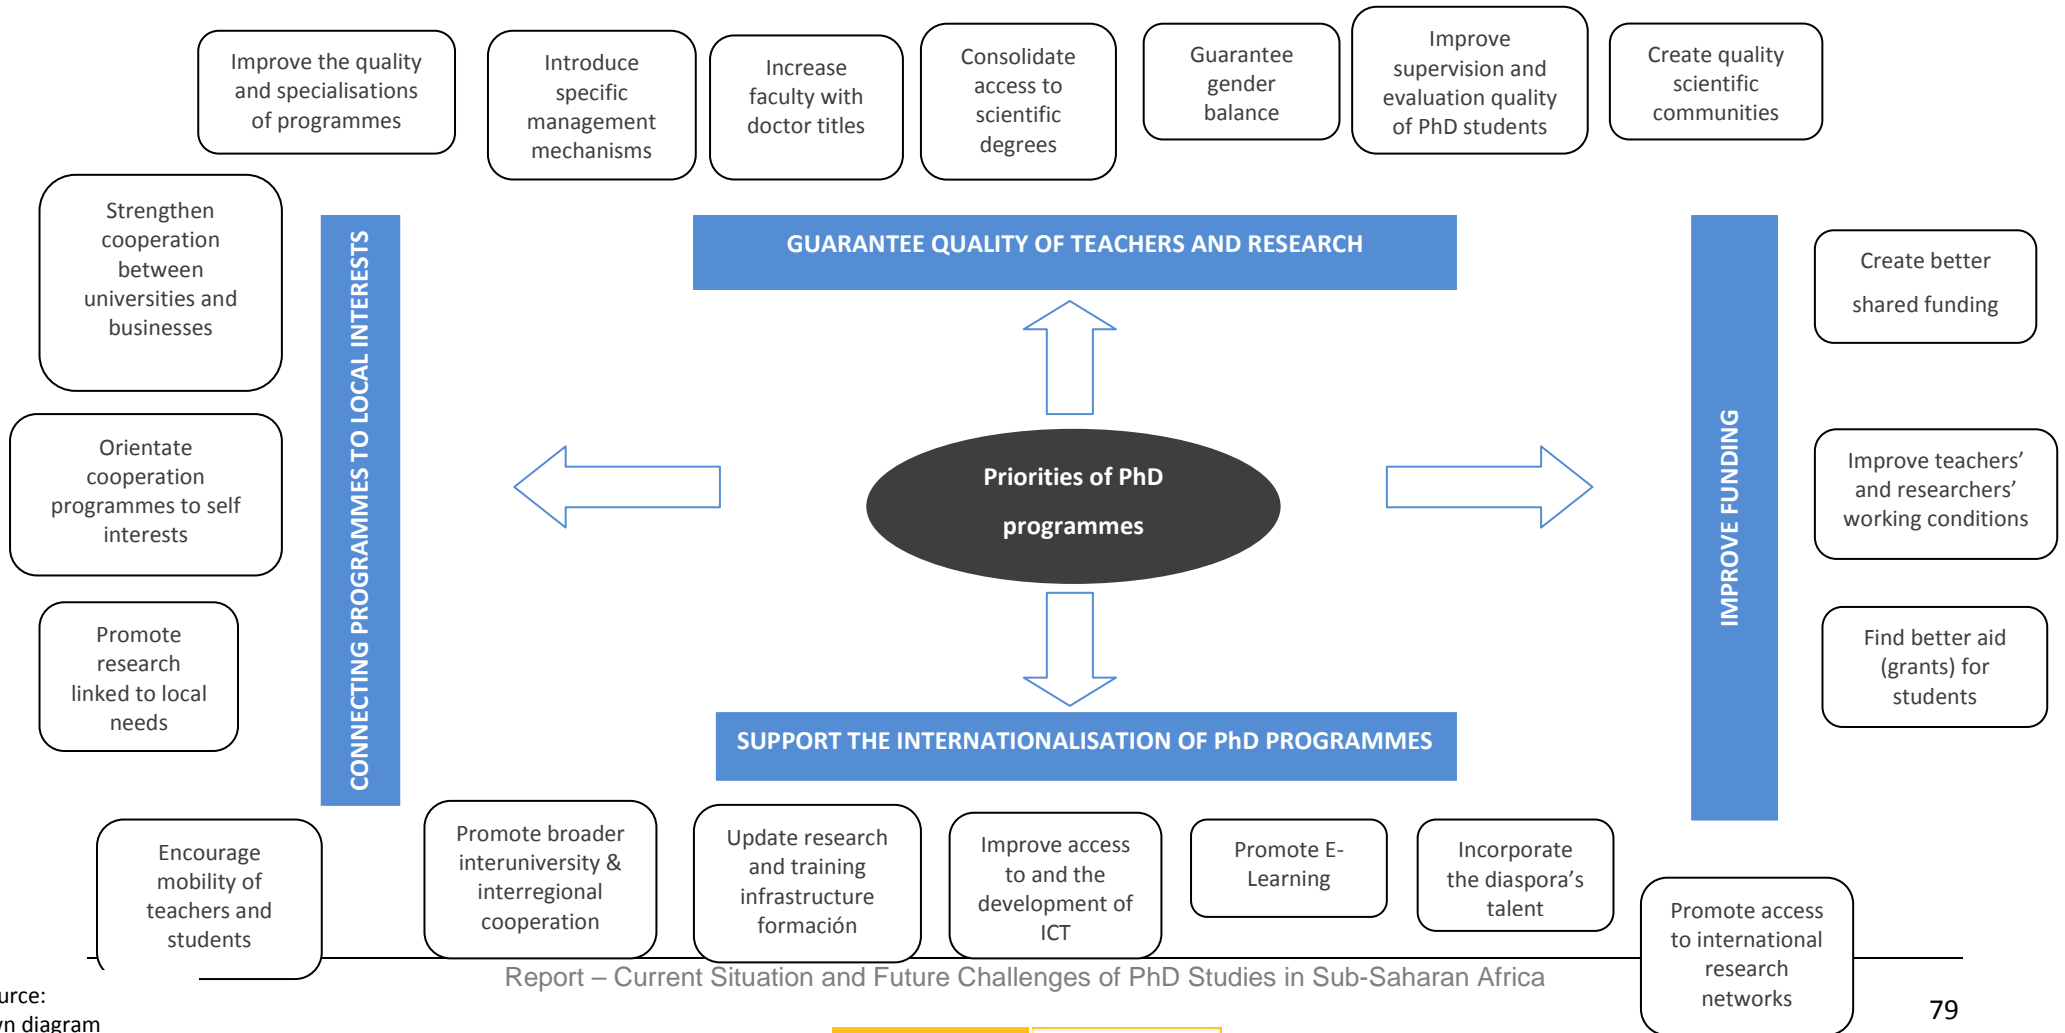 Improve the quality
and specialisations
of programmes
Introduce
specific
management
mechanisms
Increase
faculty with
doctor titles
Consolidate
access to
scientific
degrees
Guarantee
gender
balance
Improve
supervision and
evaluation quality
of PhD students
Create quality
scientific
communities
Strengthen
cooperation
between
universities and
businesses
Orientate
cooperation
programmes to self
interests
Promote
research
linked to local
needs
CONNECTING PROGRAMMES TO LOCAL INTERESTS
GUARANTEE QUALITY OF TEACHERS AND RESEARCH
Priorities of PhD
programmes
SUPPORT THE INTERNATIONALISATION OF PhD PROGRAMMES
IMPROVE FUNDING
Create better
shared funding
Improve teachers’
and researchers’
working conditions
Find better aid
(grants) for
students
Encourage
mobility of
teachers and
students
Promote broader
interuniversity &
interregional
cooperation
Update research
and training
infrastructure
formación
Improve access
to and the
development of
ICT
Promote E-
Learning
Incorporate
the diaspora’s
talent
Promote access
to international
research
networks
Report – Current Situation and Future Challenges of PhD Studies in Sub-Saharan Africa
urce:
n diagram
79